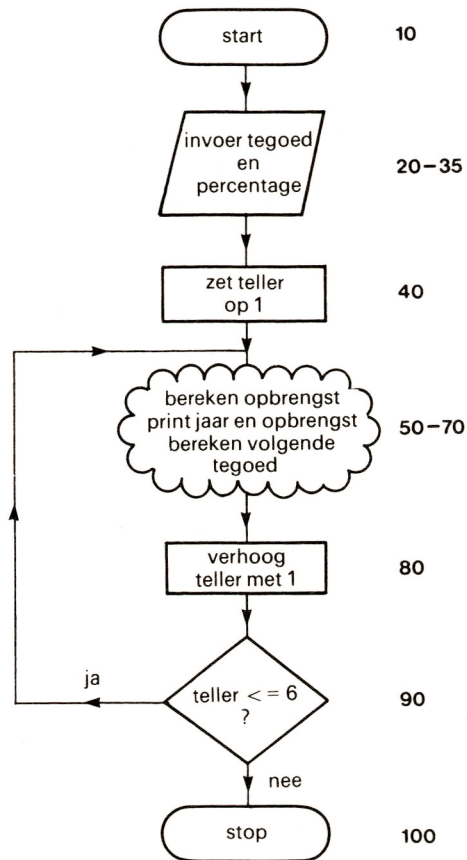 start
10
invoer tegoed
en
percentage
20–35
zet teller
op 1
40
bereken opbrengst
print jaar en opbrengst
bereken volgende
tegoed
50–70
verhoog
teller met 1
80
ja
teller < = 6
?
90
nee
stop
100